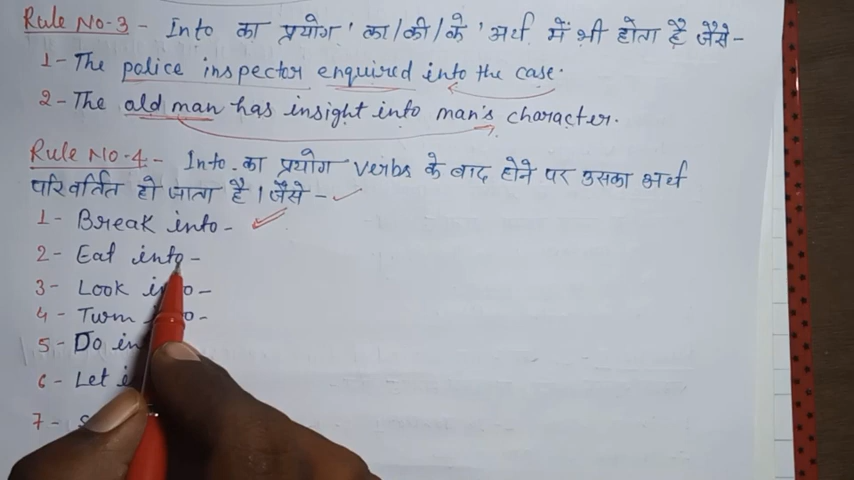 Rule No-3 - Into का प्रयोग ' का/की/के ' अर्थ में भी होता है जैसे-
1- The police inspector enquired into the case.
2- The old man has insight into man's character.
Rule No-4 - Into का प्रयोग verbs के बाद होने पर उसका अर्थ
परिवर्तित हो जाता है। जैसे -
1- Break into-
2- Eat into-
3- Look into-
4- Turn
5- Do
6- Let
7-